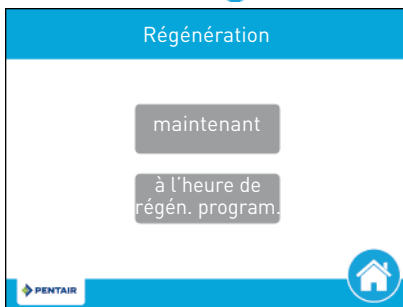 Régénération
maintenant
à l'heure de
régén. program.
PENTAIR